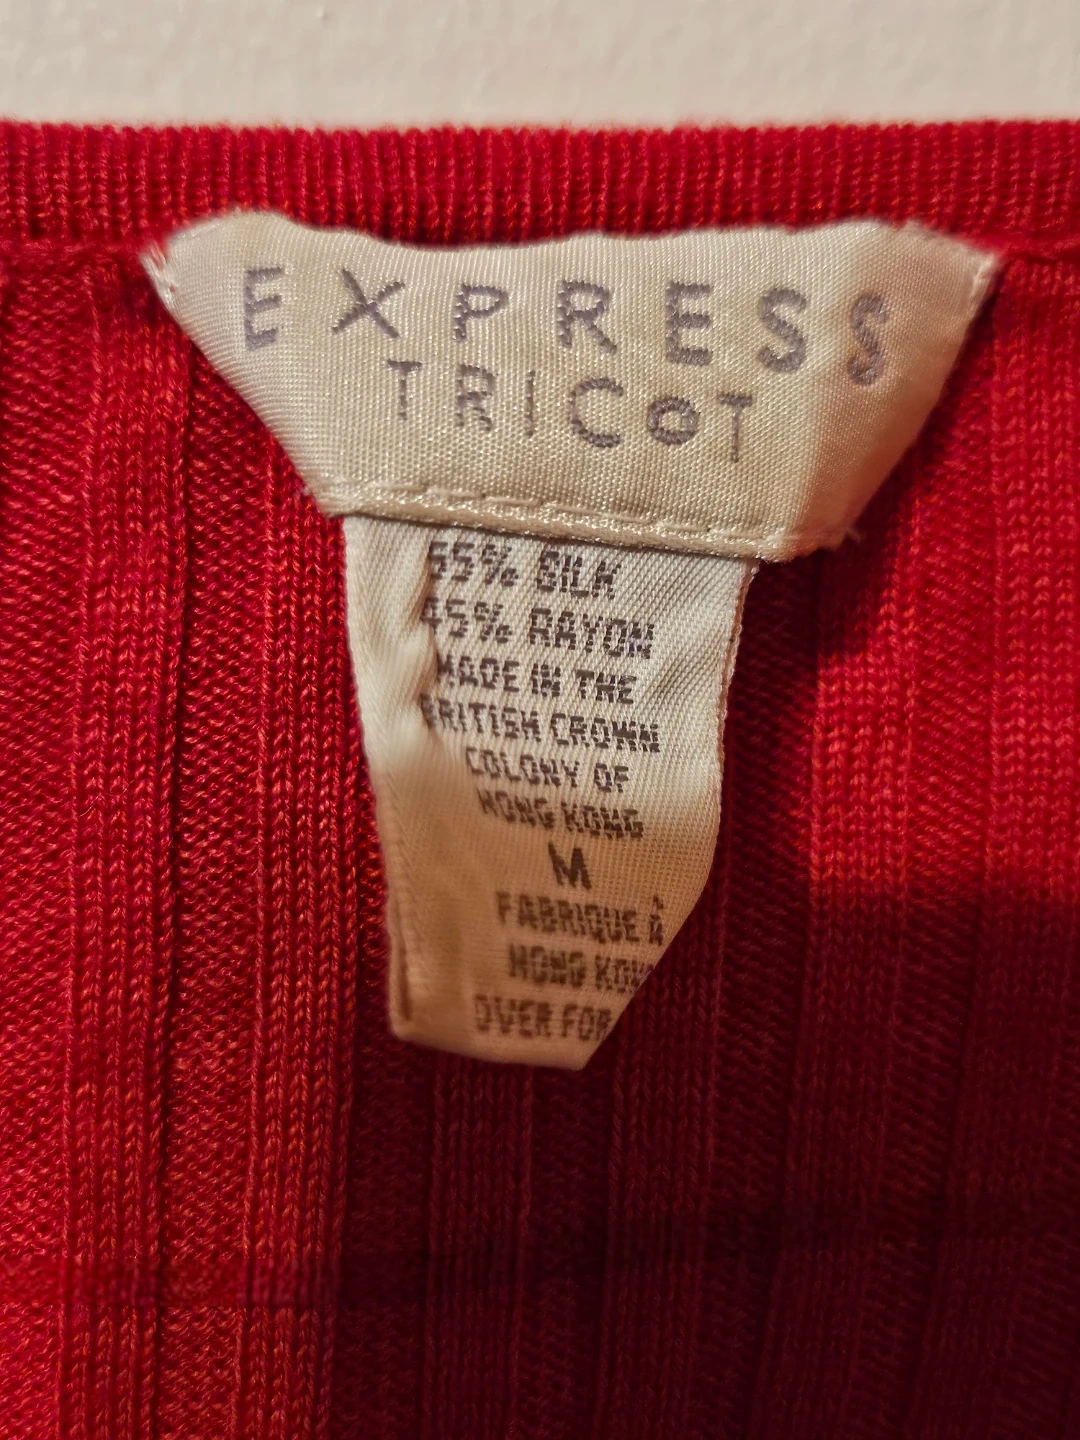 EXPRESS
TRICOT
55% SILK
45% RAYON
MADE IN THE
BRITISH CROWN
COLONY OF
HONG KONG
M
FABRIQUE À
HONG KON
OVER FOR